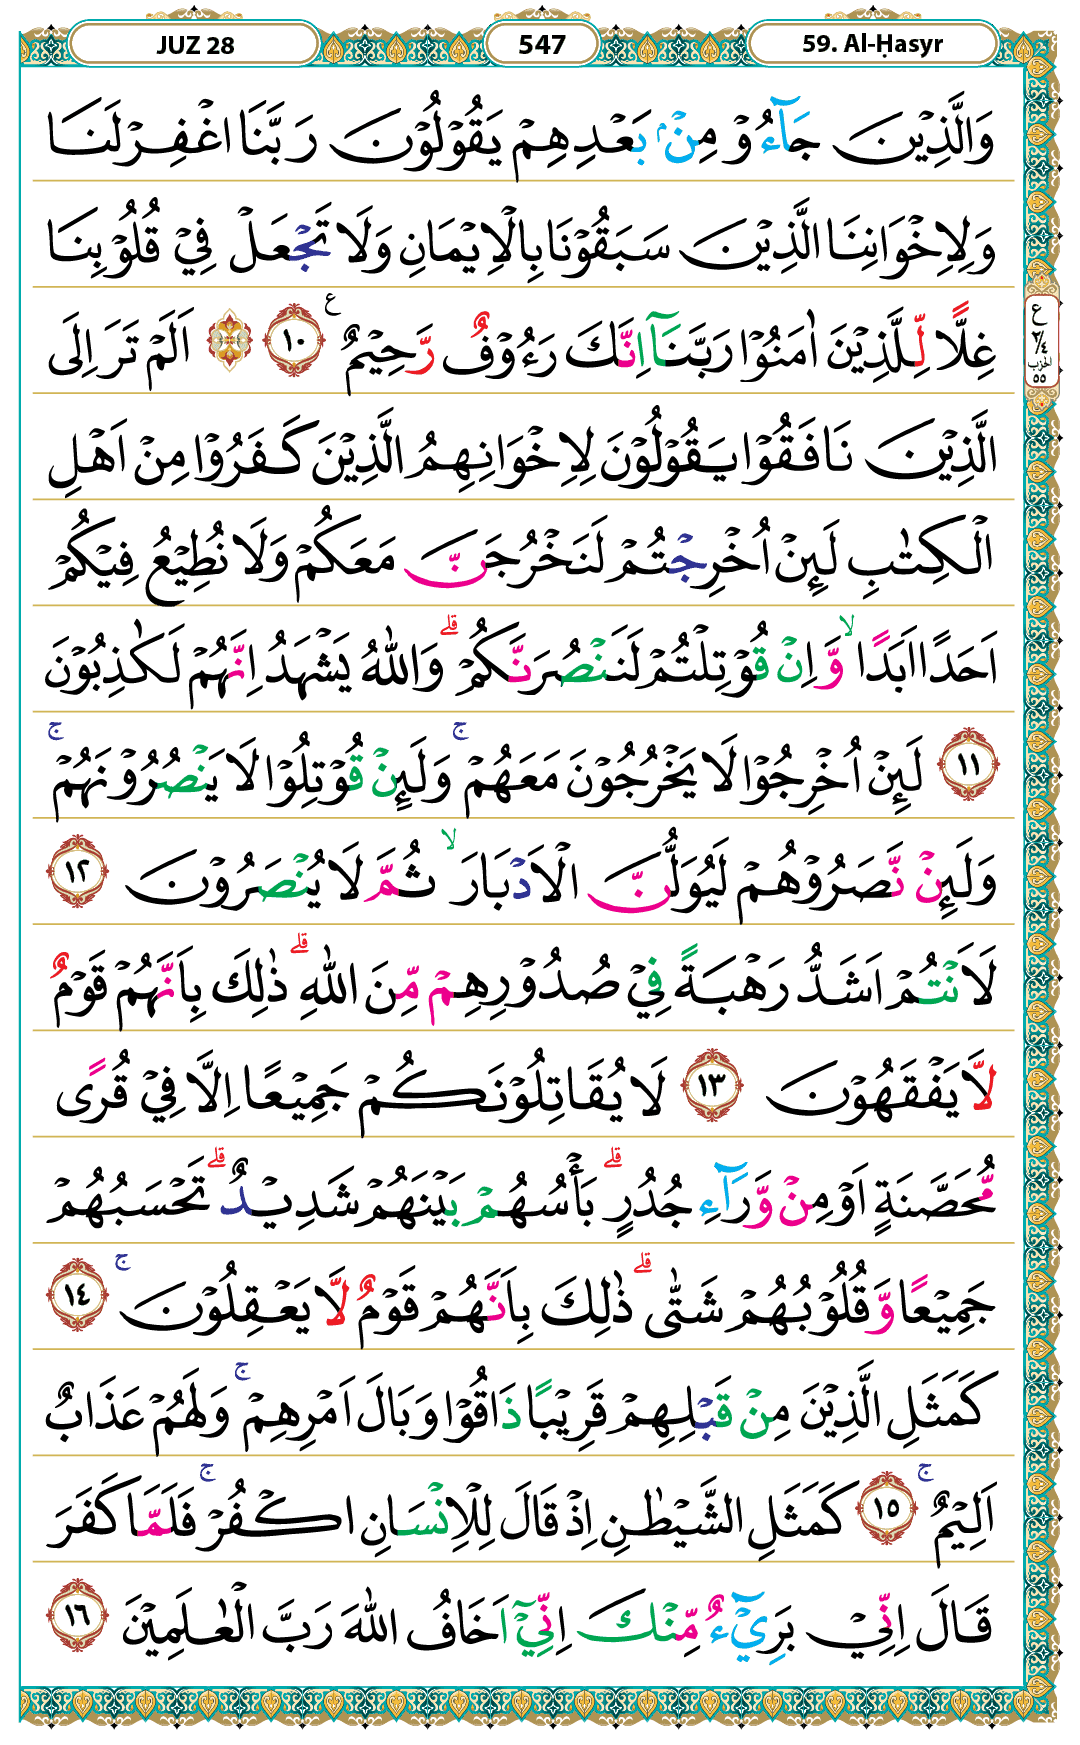 JUZ 28
547
59. Al-Ḥasyr
وَالَّذِيْنَ جَاۤءُوْ مِنْۢ بَعْدِهِمْ يَقُوْلُوْنَ رَبَّنَا اغْفِرْ لَنَا
وَلِاِخْوَانِنَا الَّذِيْنَ سَبَقُوْنَا بِالْاِيْمَانِ وَلَا تَجْعَلْ فِيْ قُلُوْبِنَا
غِلًّا لِّلَّذِيْنَ اٰمَنُوْا رَبَّنَآ اِنَّكَ رَءُوْفٌ رَّحِيْمٌ ࣖ ١٠ ۞ اَلَمْ تَرَ اِلَى
ع
٢/٤
الحزب
٥٥
الَّذِيْنَ نَافَقُوْا يَقُوْلُوْنَ لِاِخْوَانِهِمُ الَّذِيْنَ كَفَرُوْا مِنْ اَهْلِ
الْكِتٰبِ لَىِٕنْ اُخْرِجْتُمْ لَنَخْرُجَنَّ مَعَكُمْ وَلَا نُطِيْعُ فِيْكُمْ
اَحَدًا اَبَدًاۙ وَّاِنْ قُوْتِلْتُمْ لَنَنْصُرَنَّكُمْۗ وَاللّٰهُ يَشْهَدُ اِنَّهُمْ لَكٰذِبُوْنَ
١١ لَىِٕنْ اُخْرِجُوْا لَا يَخْرُجُوْنَ مَعَهُمْۚ وَلَىِٕنْ قُوْتِلُوْا لَا يَنْصُرُوْنَهُمْۚ
وَلَىِٕنْ نَّصَرُوْهُمْ لَيُوَلُّنَّ الْاَدْبَارَۙ ثُمَّ لَا يُنْصَرُوْنَ ١٢
لَاَنْتُمْ اَشَدُّ رَهْبَةً فِيْ صُدُوْرِهِمْ مِّنَ اللّٰهِۗ ذٰلِكَ بِاَنَّهُمْ قَوْمٌ
لَّا يَفْقَهُوْنَ ١٣ لَا يُقَاتِلُوْنَكُمْ جَمِيْعًا اِلَّا فِيْ قُرًى
مُّحَصَّنَةٍ اَوْ مِنْ وَّرَاۤءِ جُدُرٍۗ بَأْسُهُمْ بَيْنَهُمْ شَدِيْدٌۗ تَحْسَبُهُمْ
جَمِيْعًا وَّقُلُوْبُهُمْ شَتّٰىۗ ذٰلِكَ بِاَنَّهُمْ قَوْمٌ لَّا يَعْقِلُوْنَۚ ١٤
كَمَثَلِ الَّذِيْنَ مِنْ قَبْلِهِمْ قَرِيْبًا ذَاقُوْا وَبَالَ اَمْرِهِمْۚ وَلَهُمْ عَذَابٌ
اَلِيْمٌۚ ١٥ كَمَثَلِ الشَّيْطٰنِ اِذْ قَالَ لِلْاِنْسَانِ اكْفُرْۚ فَلَمَّا كَفَرَ
قَالَ اِنِّيْ بَرِيْۤءٌ مِّنْكَ اِنِّيْٓ اَخَافُ اللّٰهَ رَبَّ الْعٰلَمِيْنَ ١٦